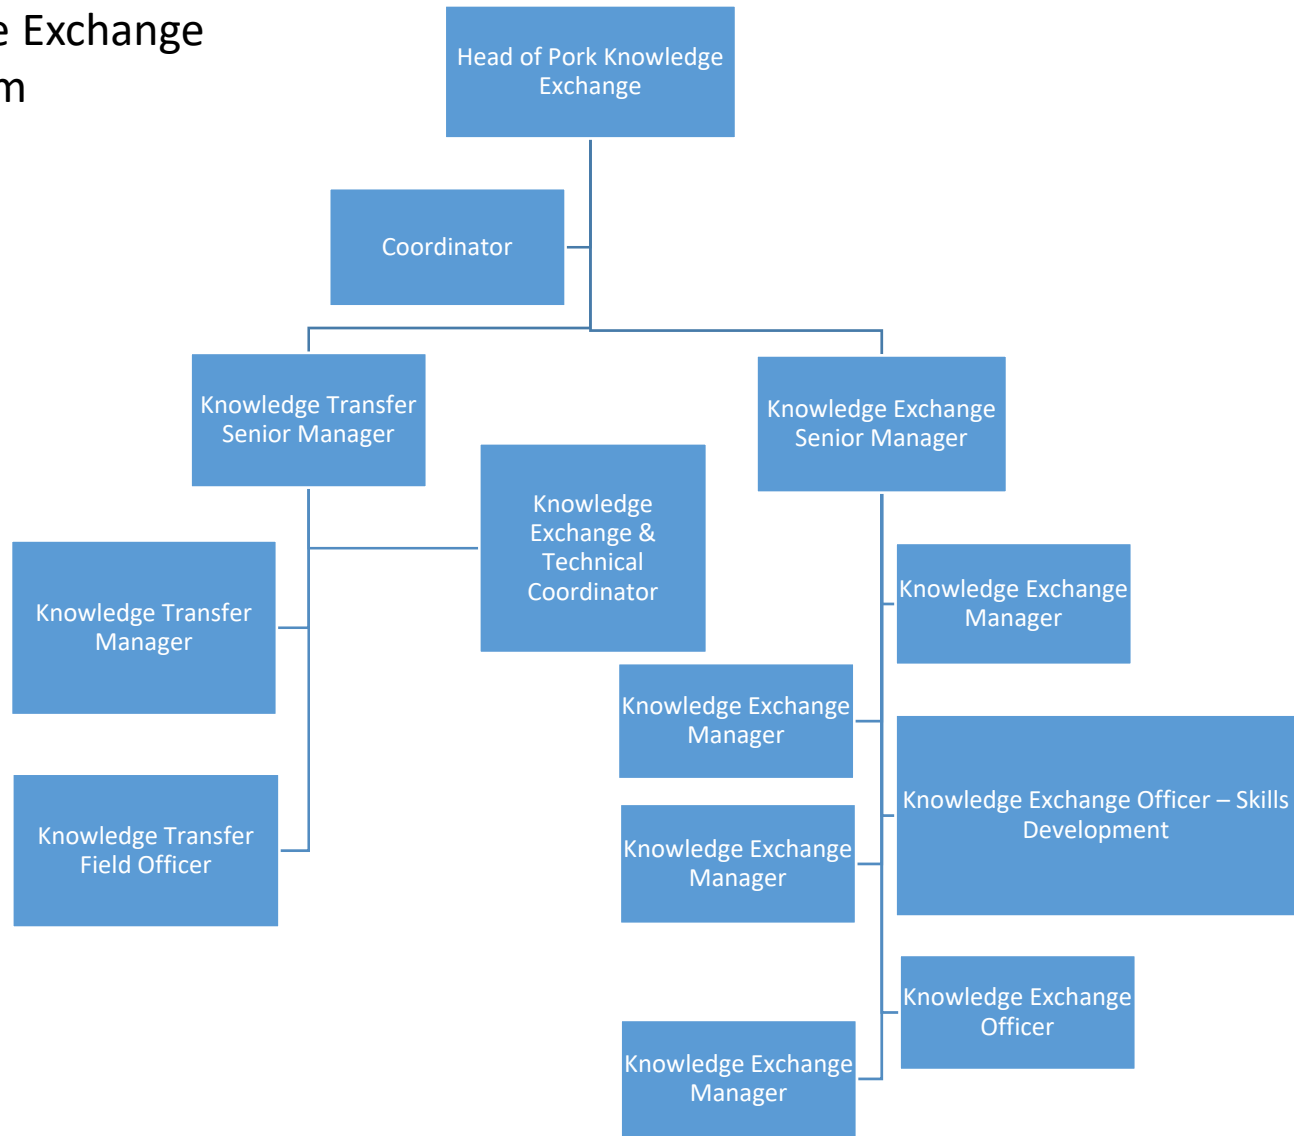 e Exchange
m
Head of Pork Knowledge
Exchange
Coordinator
Knowledge Transfer
Senior Manager
Knowledge Exchange
Senior Manager
Knowledge
Exchange &
Technical
Coordinator
Knowledge Transfer
Manager
Knowledge Exchange
Manager
Knowledge Exchange
Manager
Knowledge Exchange Officer – Skills
Development
Knowledge Transfer
Field Officer
Knowledge Exchange
Manager
Knowledge Exchange
Officer
Knowledge Exchange
Manager